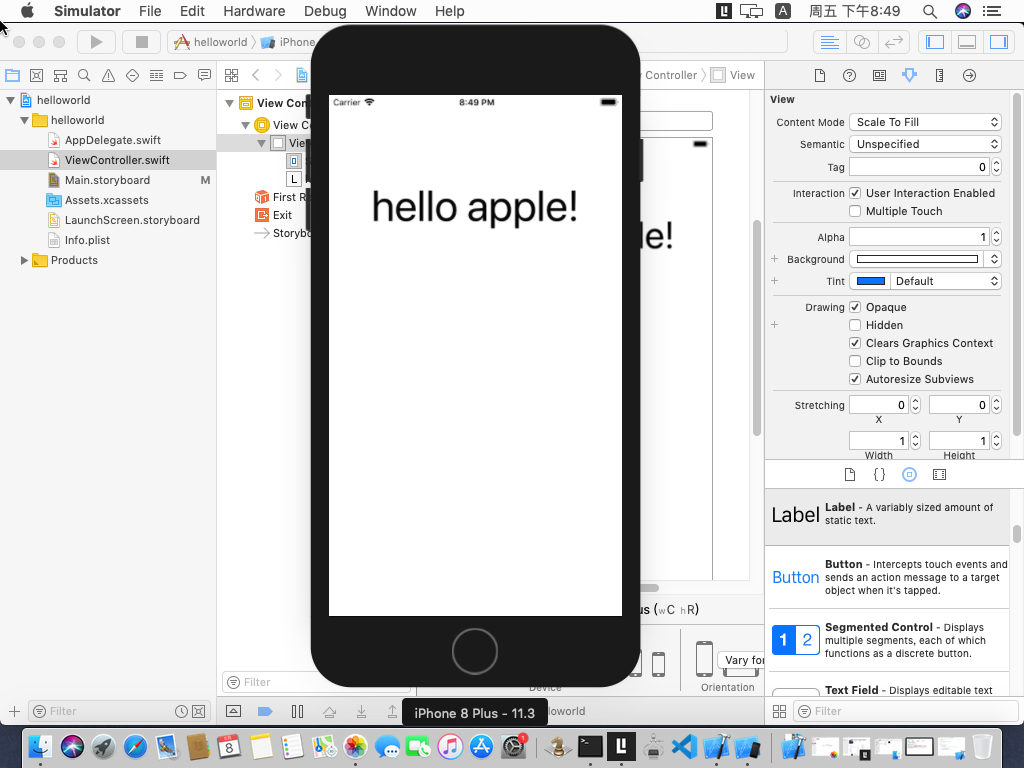 Simulator File Edit Hardware Debug Window Help
周五 下午8:49
helloworld
iPhone
Controller
View
helloworld
helloworld
AppDelegate.swift
ViewController.swift
Main.storyboard M
Assets.xcassets
LaunchScreen.storyboard
Info.plist
Products
View Con
View Co
Vie
L
First R
Exit
Storyb
Carrier 8:49 PM
hello apple!
le!
us (wC hR)
Vary for
Device
Orientation
Filter
Filter
helloworld
iPhone 8 Plus - 11.3
View
Content Mode Scale To Fill
Semantic Unspecified
Tag 0
Interaction User Interaction Enabled
Multiple Touch
Alpha 1
Background
Tint Default
Drawing Opaque
Hidden
Clears Graphics Context
Clip to Bounds
Autoresize Subviews
Stretching 0 0
X Y
1 1
Width Height
{}
Label Label - A variably sized amount of
static text.
Button Button - Intercepts touch events and
sends an action message to a target
object when it's tapped.
1 2 Segmented Control - Displays
multiple segments, each of which
functions as a discrete button.
Text Field - Displays editable text
Filter
8
1